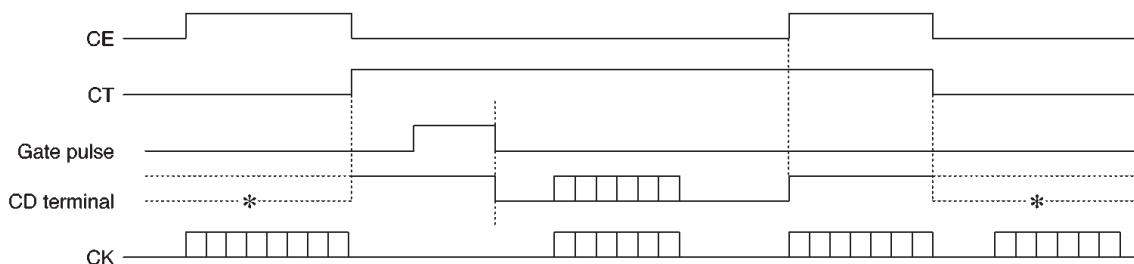 CE
CT
Gate pulse
CD terminal
*
*
CK